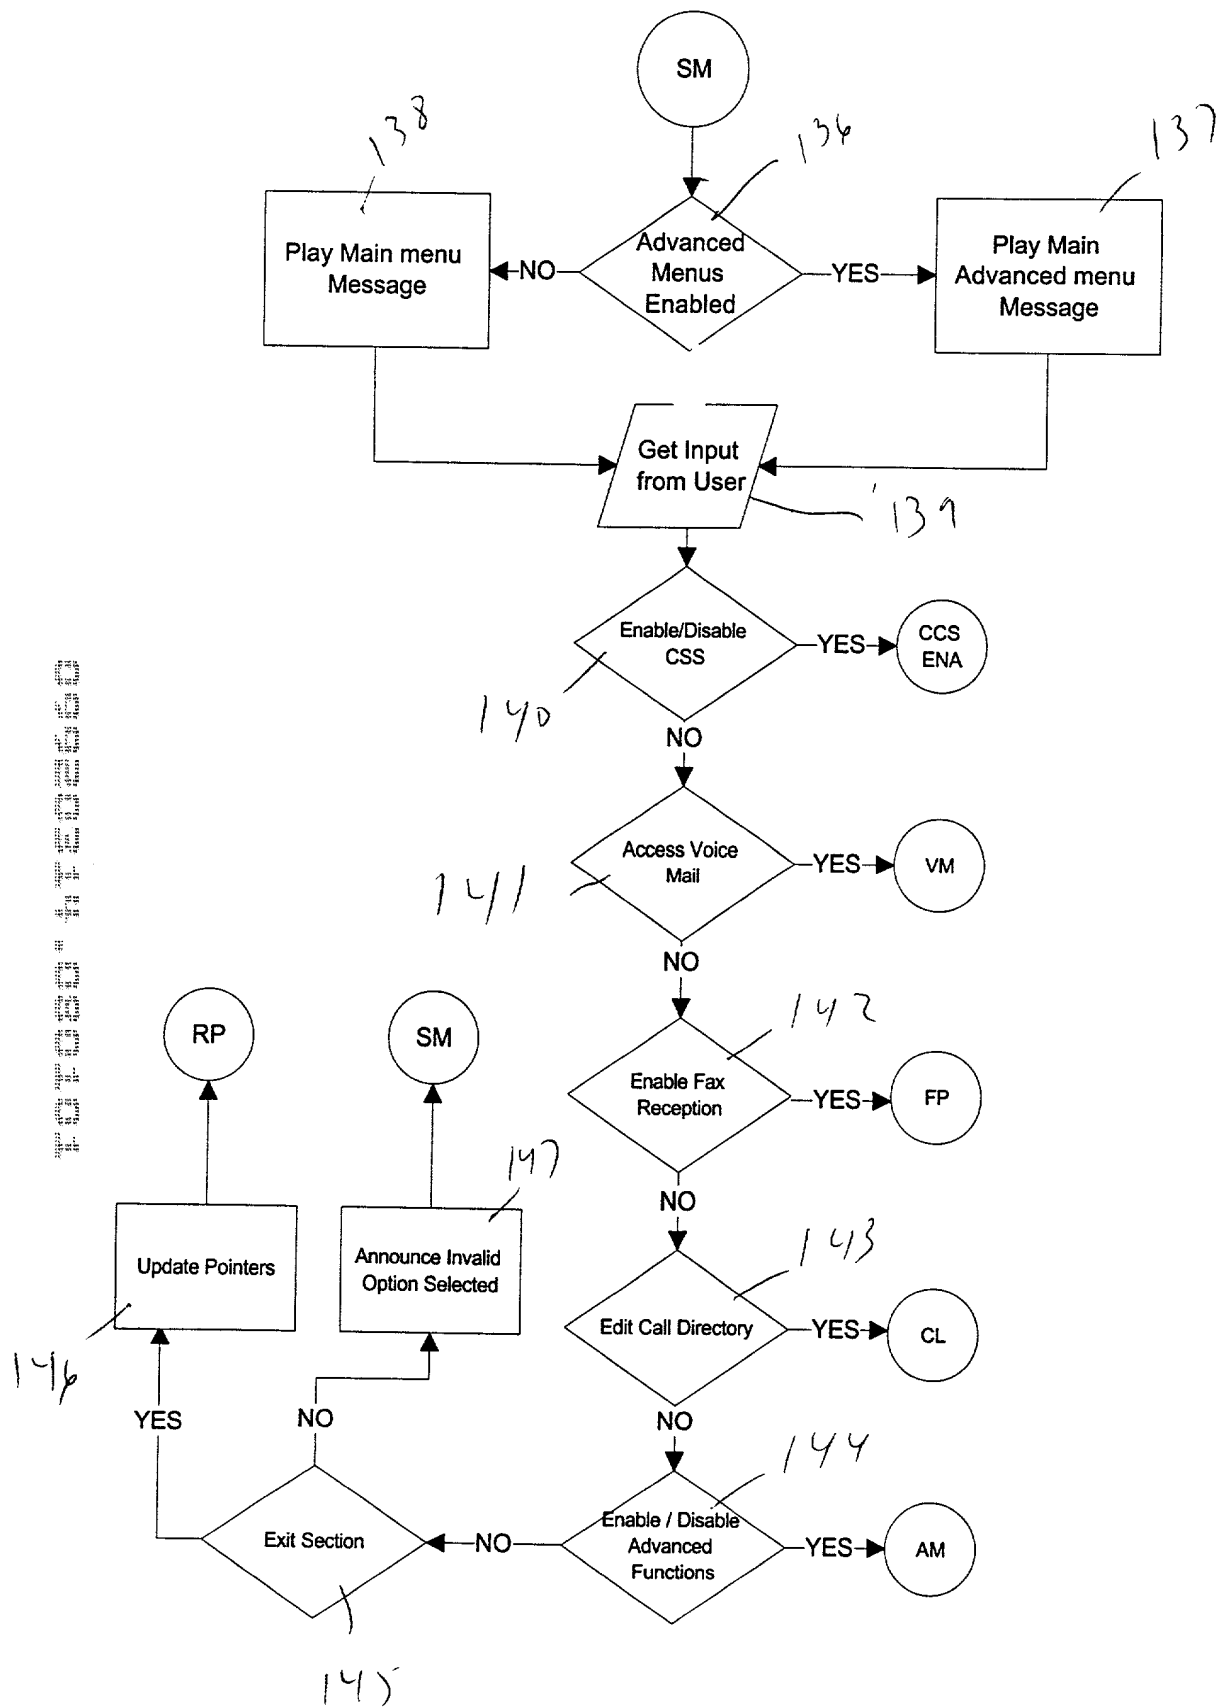 SM
138
136
137
Play Main menu
Message
NO
Advanced
Menus
Enabled
YES
Play Main
Advanced menu
Message
Get Input
from User
139
Enable/Disable
CSS
YES
CCS
ENA
140
NO
Access Voice
Mail
YES
VM
141
NO
RP
SM
142
Enable Fax
Reception
YES
FP
147
NO
Update Pointers
Announce Invalid
Option Selected
143
Edit Call Directory
YES
CL
146
YES
NO
NO
144
Exit Section
NO
Enable / Disable
Advanced
Functions
YES
AM
145